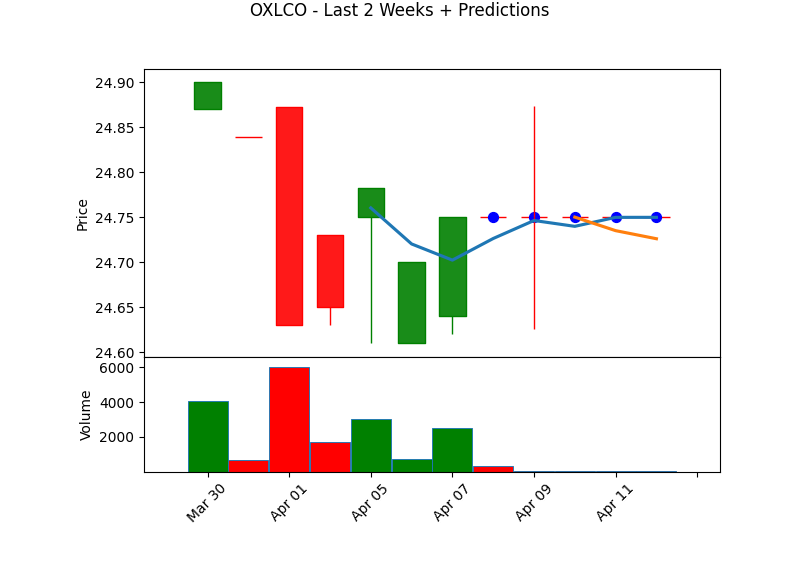 OXLCO - Last 2 Weeks + Predictions
24.90
24.85
24.80
24.75
24.70
24.65
24.60
Price
6000
4000
2000
Volume
Mar 30
Apr 01
Apr 05
Apr 07
Apr 09
Apr 11